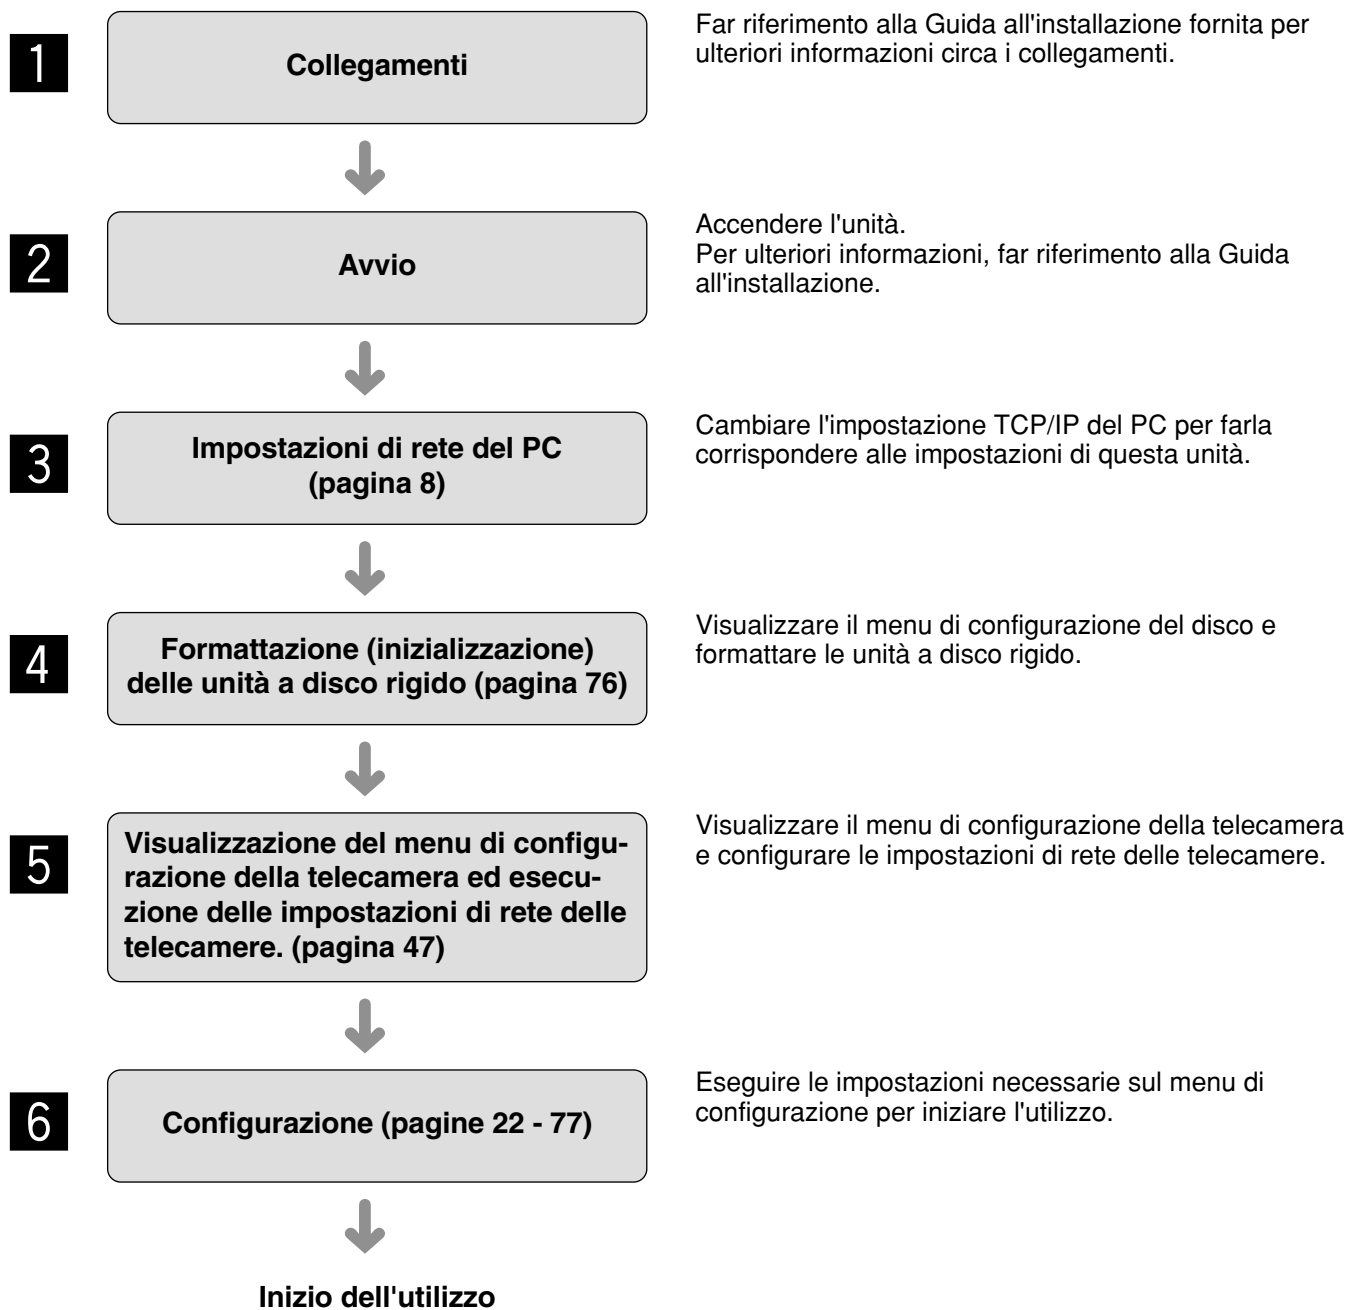 1
Collegamenti
Far riferimento alla Guida all'installazione fornita per
ulteriori informazioni circa i collegamenti.
2
Avvio
Accendere l'unità.
Per ulteriori informazioni, far riferimento alla Guida
all'installazione.
3
Impostazioni di rete del PC
(pagina 8)
Cambiare l'impostazione TCP/IP del PC per farla
corrispondere alle impostazioni di questa unità.
4
Formattazione (inizializzazione)
delle unità a disco rigido (pagina 76)
Visualizzare il menu di configurazione del disco e
formattare le unità a disco rigido.
5
Visualizzazione del menu di configu-
razione della telecamera ed esecu-
zione delle impostazioni di rete delle
telecamere. (pagina 47)
Visualizzare il menu di configurazione della telecamera
e configurare le impostazioni di rete delle telecamere.
6
Configurazione (pagine 22 - 77)
Eseguire le impostazioni necessarie sul menu di
configurazione per iniziare l'utilizzo.
Inizio dell'utilizzo